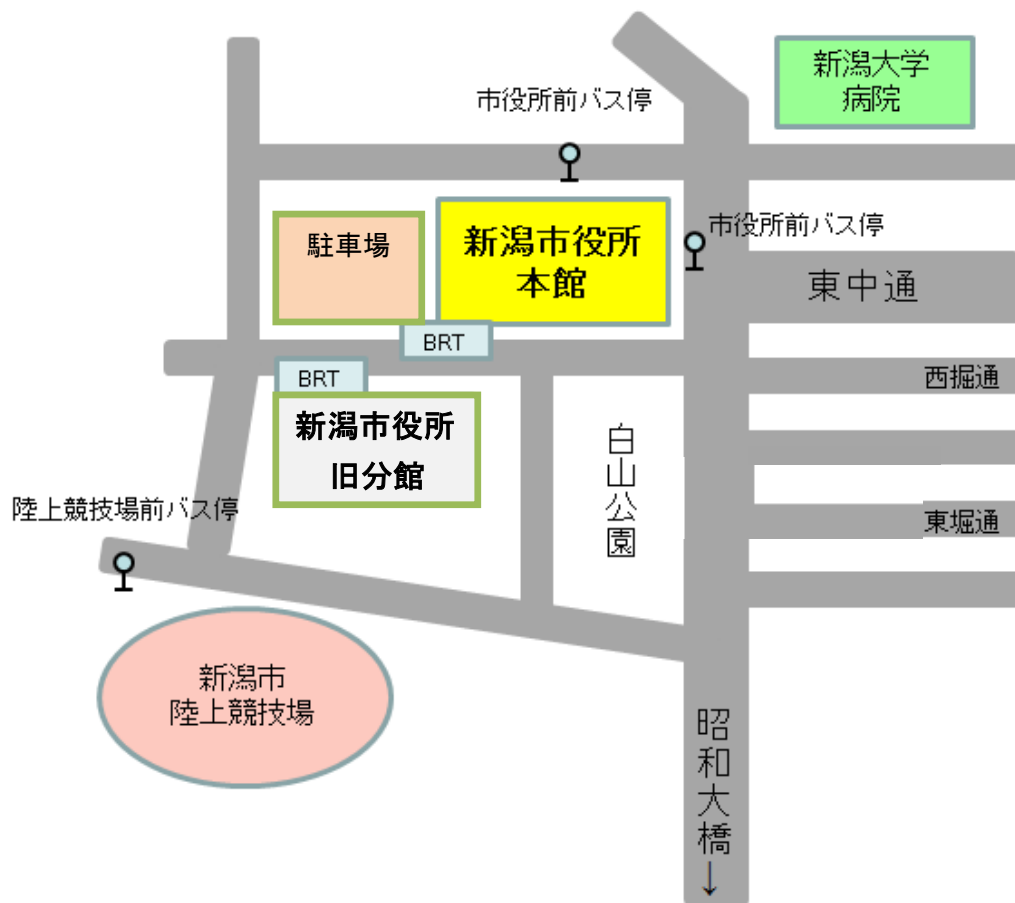 新潟大学
病院
市役所前バス停
市役所前バス停
駐車場
新潟市役所
本館
東中通
BRT
BRT
西堀通
新潟市役所
旧分館
白山公園
陸上競技場前バス停
東堀通
新潟市
陸上競技場
昭和大橋
↓